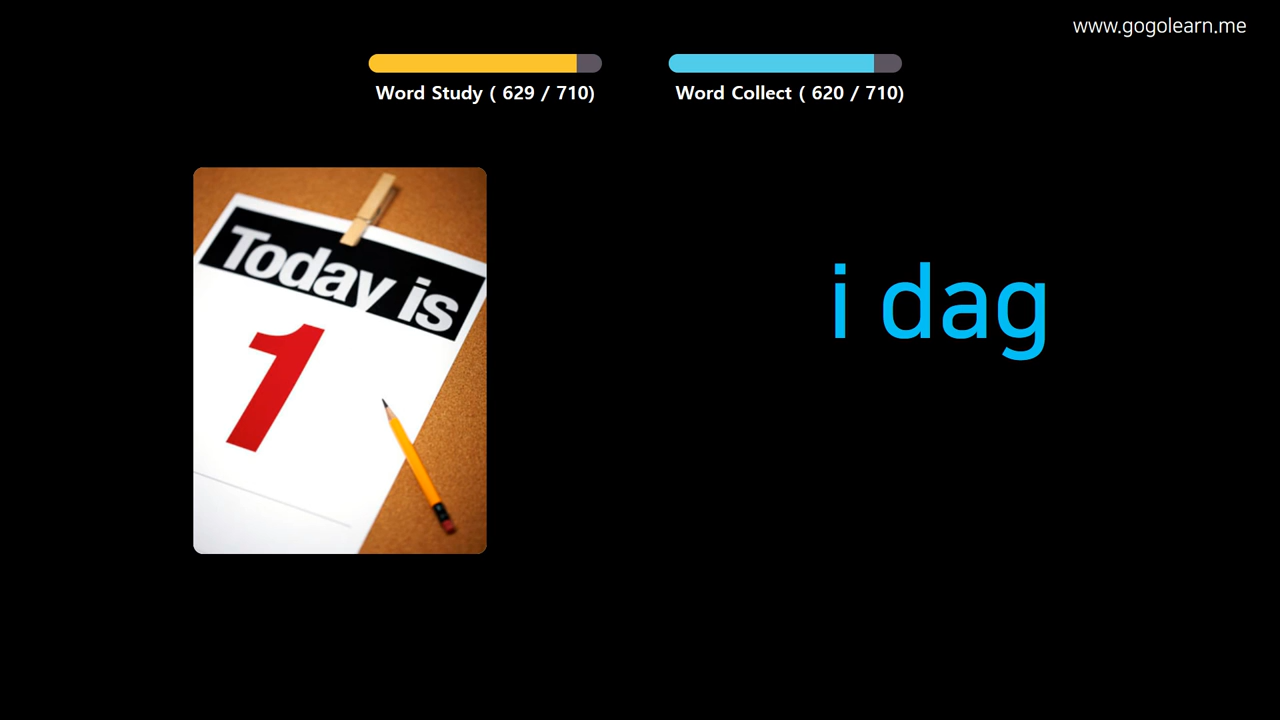 www.gogolearn.me
Word Study ( 629 / 710)
Word Collect ( 620 / 710)
Today is
1
i dag